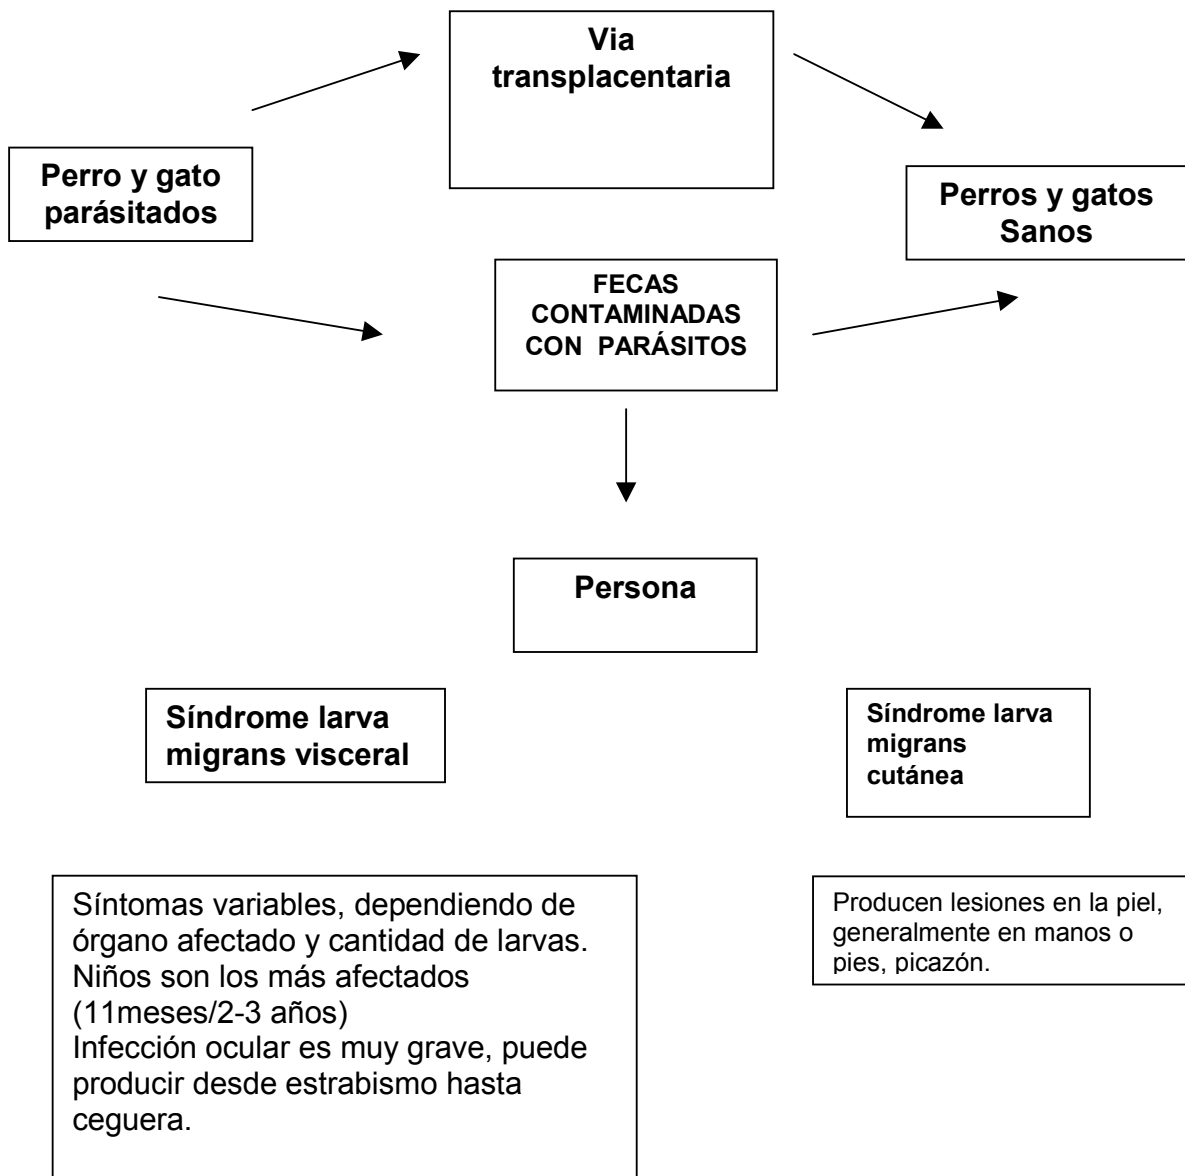 Via
transplacentaria
Perro y gato
parásitados
Perros y gatos
Sanos
FECAS
CONTAMINADAS
CON PARÁSITOS
Persona
Síndrome larva
migrans visceral
Síndrome larva
migrans
cutánea
Síntomas variables, dependiendo de
órgano afectado y cantidad de larvas.
Niños son los más afectados
(11meses/2-3 años)
Infección ocular es muy grave, puede
producir desde estrabismo hasta
ceguera.
Producen lesiones en la piel,
generalmente en manos o
pies, picazón.